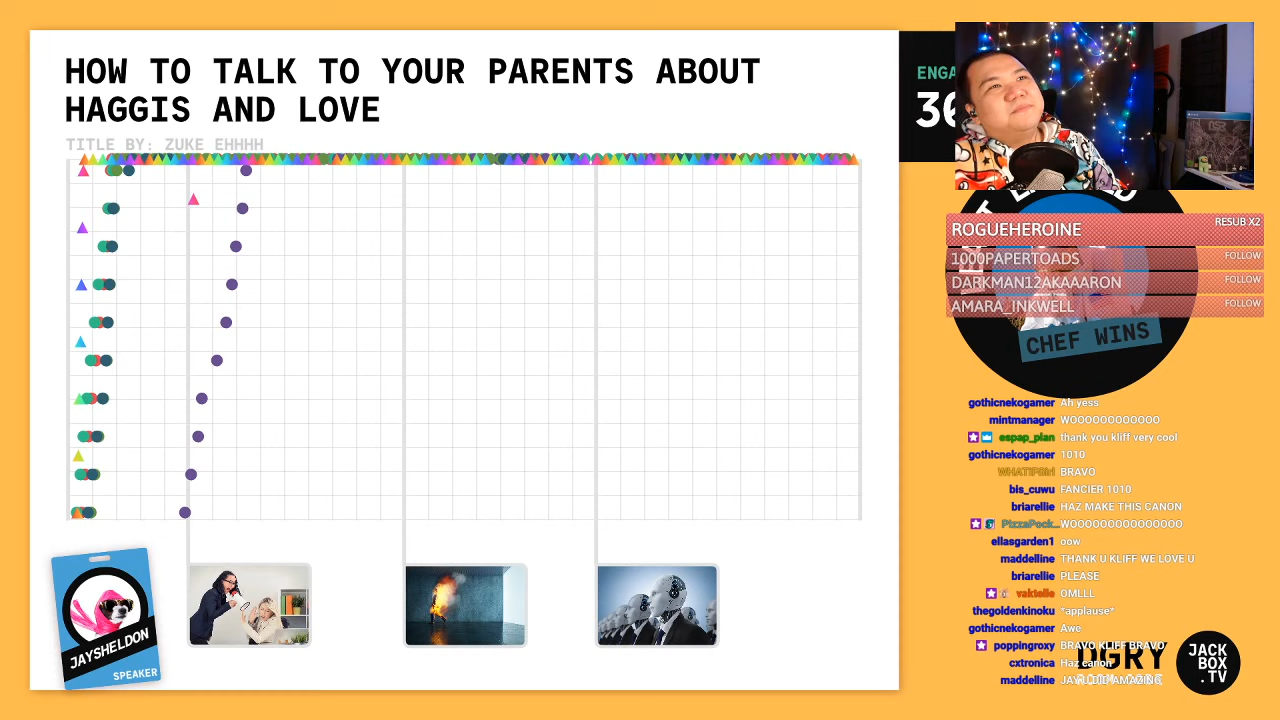 HOW TO TALK TO YOUR PARENTS ABOUT
HAGGIS AND LOVE
TITLE BY: ZUKE EHHHH
JAYSHELDON
SPEAKER
ENGA
36
ROGUEHEROINE RESUB X2
1000PAPERTOADS FOLLOW
DARKMAN12AKAAARON FOLLOW
AMARA_INKWELL FOLLOW
CHEF WINS
gothicnekogamer Ah yess
mintmanager WOOOOOOOOOOOO
espap_plan thank you kliff very cool
gothicnekogamer 1010
BRAVO
bis_cuwu FANCIER 1010
briarellie HAZ MAKE THIS CANON
PizzaPock... WOOOOOOOOOOOOOOO
ellasgarden1 oow
maddelline THANK U KLIFF WE LOVE U
briarellie PLEASE
vaktelle OMLLL
thegoldenkinoku *applause*
gothicnekogamer Awe
poppingroxy BRAVO KLIFF BRAVO
cxtronica Haz canon
maddelline
DGRY
JACK
BOX
.TV